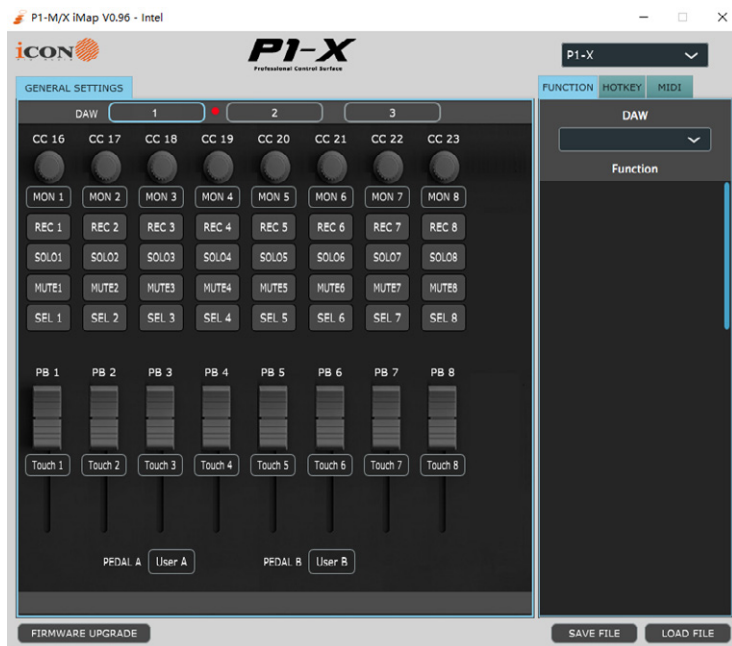 P1-M/X iMap V0.96 - Intel
icon
P1-X
Professional Control Surface
P1-X
GENERAL SETTINGS
FUNCTION HOTKEY MIDI
DAW 1 2 3
DAW
CC 16 CC 17 CC 18 CC 19 CC 20 CC 21 CC 22 CC 23
Function
MON 1 MON 2 MON 3 MON 4 MON 5 MON 6 MON 7 MON 8
REC 1 REC 2 REC 3 REC 4 REC 5 REC 6 REC 7 REC 8
SOLO1 SOLO2 SOLO3 SOLO4 SOLO5 SOLO6 SOLO7 SOLO8
MUTE1 MUTE2 MUTE3 MUTE4 MUTE5 MUTE6 MUTE7 MUTE8
SEL 1 SEL 2 SEL 3 SEL 4 SEL 5 SEL 6 SEL 7 SEL 8
PB 1 PB 2 PB 3 PB 4 PB 5 PB 6 PB 7 PB 8
Touch 1 Touch 2 Touch 3 Touch 4 Touch 5 Touch 6 Touch 7 Touch 8
PEDAL A User A PEDAL B User B
FIRMWARE UPGRADE
SAVE FILE LOAD FILE